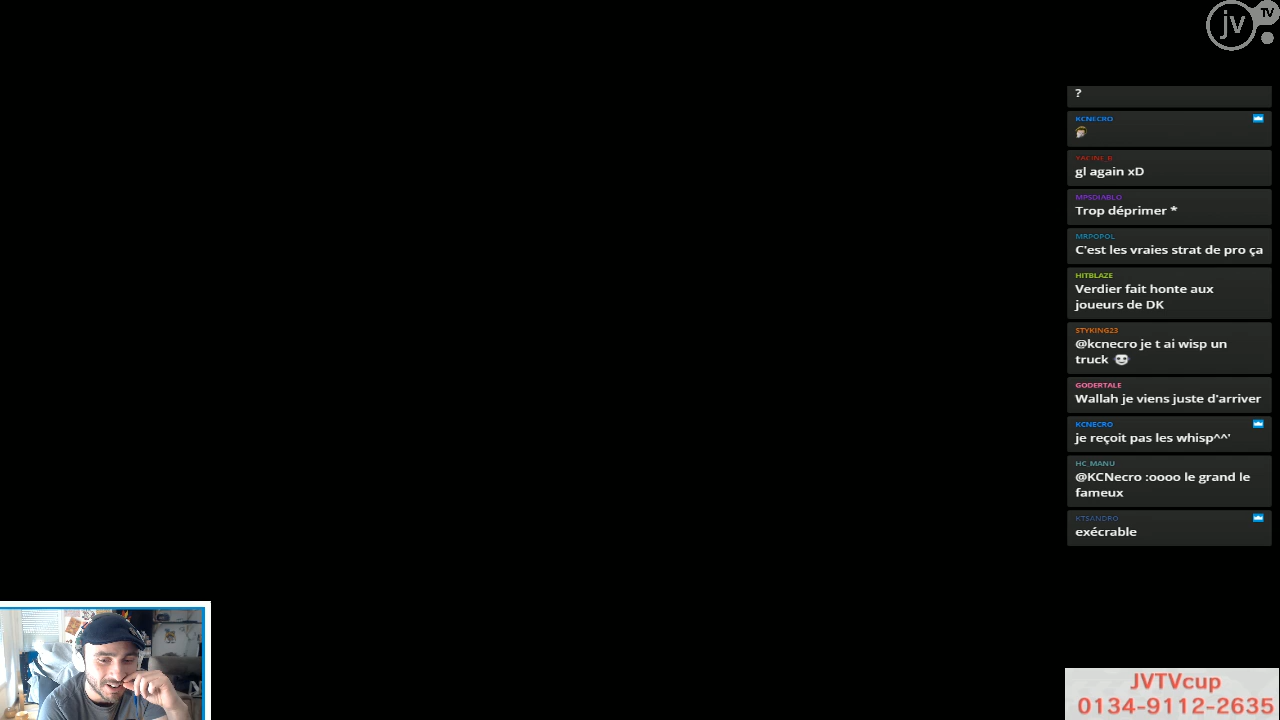 jv
TV
?
KCNECRO
YACINE_B
gl again xD
MPSDIABLO
Trop déprimer *
MRPOPOL
C'est les vraies strat de pro ça
HITBLAZE
Verdier fait honte aux
joueurs de DK
STYKING23
@kcnecro je t ai wisp un
truck
GODERTALE
Wallah je viens juste d'arriver
KCNECRO
je reçoit pas les whisp^^'
HC_MANU
@KCNecro :oooo le grand le
fameux
KTSANDRO
exécrable
JVTVcup
0134-9112-2635